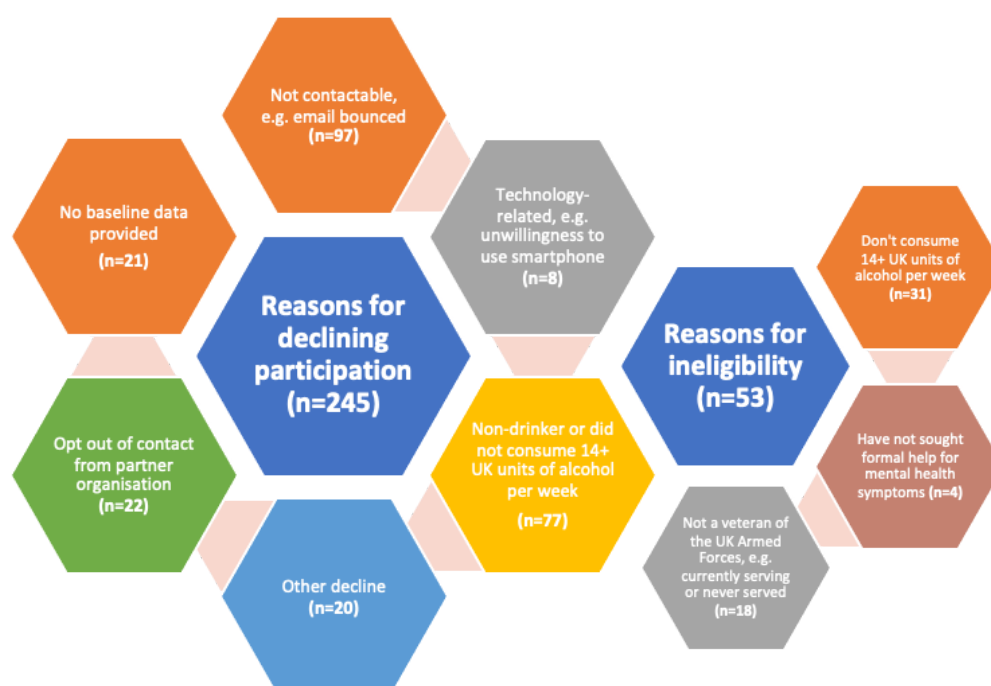 Not contactable,
e.g. email bounced
(n=97)
No baseline data
provided
(n=21)
Technology-
related, e.g.
unwillingness to
use smartphone
(n=8)
Reasons for
declining
participation
(n=245)
Opt out of contact
from partner
organisation
(n=22)
Non-drinker or did
not consume 14+
UK units of alcohol
per week
(n=77)
Other decline
(n=20)
Reasons for
ineligibility
(n=53)
Don't consume
14+ UK units of
alcohol per week
(n=31)
Have not sought
formal help for
mental health
symptoms (n=4)
Not a veteran of
the UK Armed
Forces, e.g.
currently serving
or never served
(n=18)